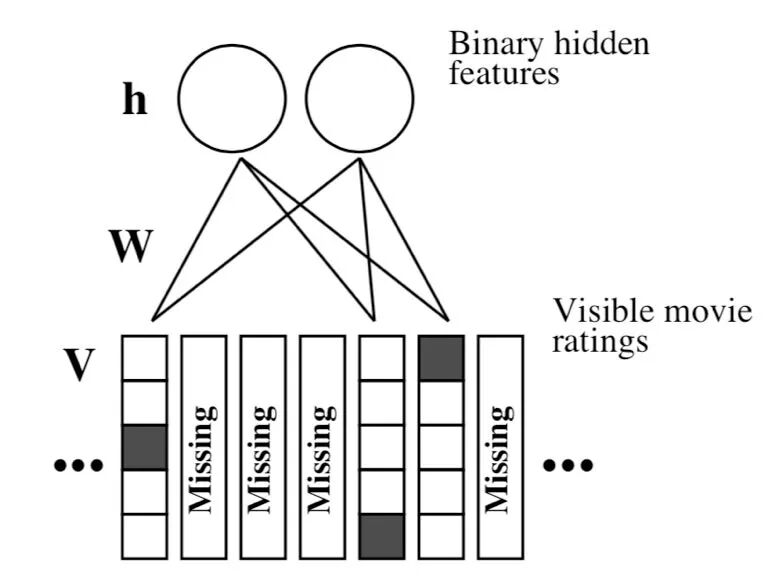 Binary hidden
features
h
W
Visible movie
ratings
V
Missing
Missing
Missing
Missing